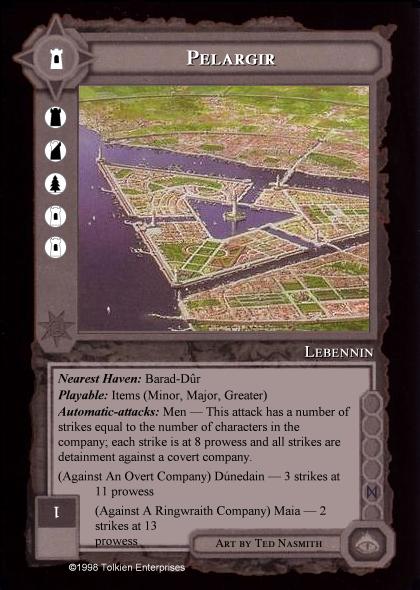 PELARGIR
LEBENNIN
Nearest Haven: Barad-Dûr
Playable: Items (Minor, Major, Greater)
Automatic-attacks: Men — This attack has a number of
strikes equal to the number of characters in the
company; each strike is at 8 prowess and all strikes are
detainment against a covert company.
(Against An Overt Company) Dúnedain — 3 strikes at
11 prowess
(Against A Ringwraith Company) Maia — 2
strikes at 13
prowess
I
ART BY TED NASMITH
©1998 Tolkien Enterprises